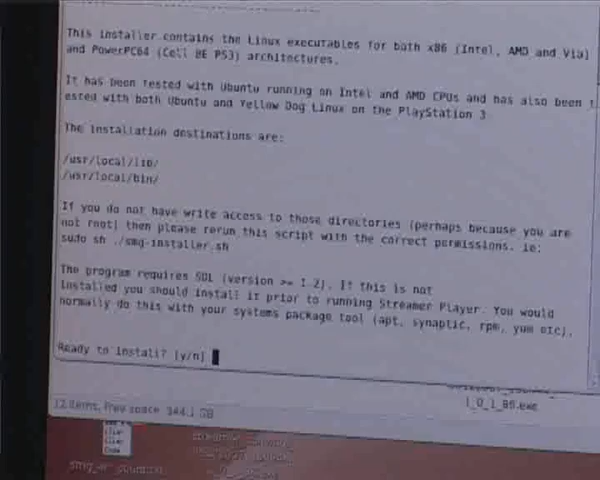 This installer contains the Linux executables for both x86 (Intel, AMD and Via)
and PowerPC64 (Cell BE PS3) architectures.
It has been tested with Ubuntu running on Intel and AMD CPUs and has also been t
ested with both Ubuntu and Yellow Dog Linux on the PlayStation 3
The installation destinations are:
/usr/local/lib/
/usr/local/bin/
If you do not have write access to those directories (perhaps because you are
not root) then please rerun this script with the correct permissions. ie:
sudo sh ./smg-installer.sh
The program requires SDL (version >= 1.2). If this is not
installed you should install it prior to running Streamer Player. You would
normally do this with your systems package tool (apt, synaptic, rpm, yum etc).
Ready to install? [y/n]
1_0_1_86.exe
12 items, Free space 344.1 GB